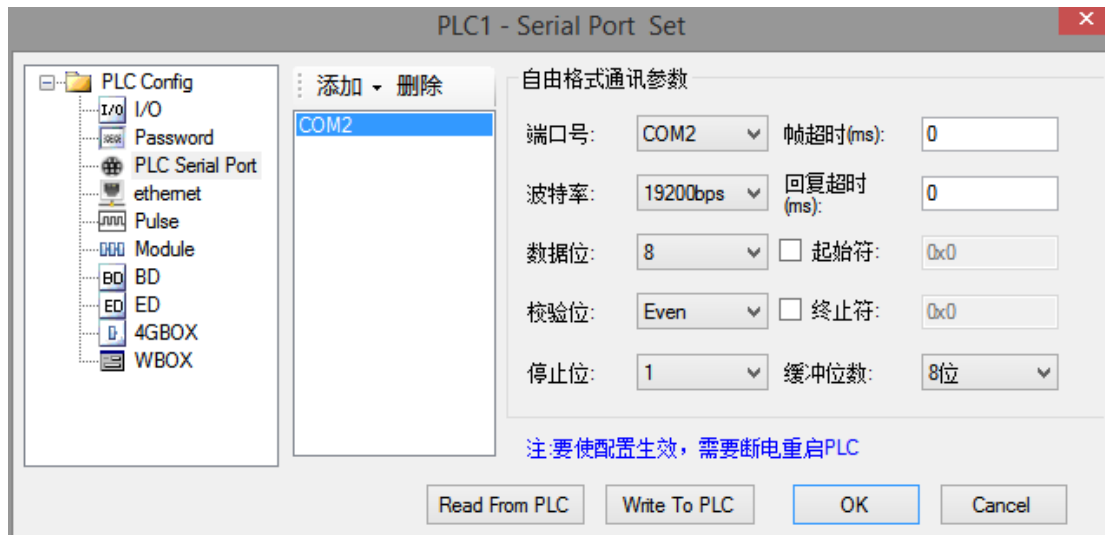 PLC1 - Serial Port Set
PLC Config
I/O I/O
Password
PLC Serial Port
ethernet
Pulse
Module
BD BD
ED ED
4GBOX
WBOX
添加 删除
COM2
自由格式通讯参数
端口号: COM2 帧超时(ms): 0
波特率: 19200bps 回复超时
(ms): 0
数据位: 8 起始符: 0x0
校验位: Even 终止符: 0x0
停止位: 1 缓冲位数: 8位
注:要使配置生效，需要断电重启PLC
Read From PLC Write To PLC OK Cancel